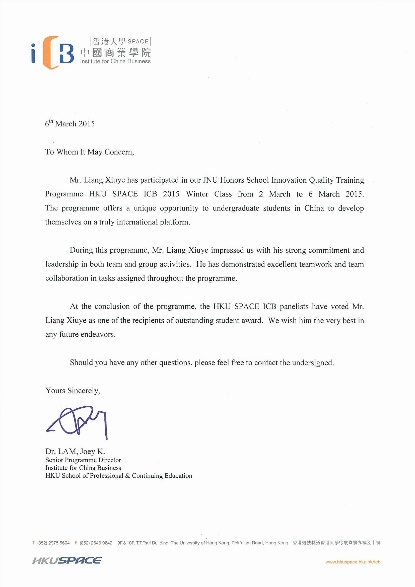 iCB
香港大學SPACE
中國商業學院
Institute for China Business
6th March 2015
To Whom It May Concern,
Mr. Liang Xiuye has participated in our JNU Honors School Innovation Quality Training
Programme HKU SPACE ICB 2015 Winter Class from 2 March to 6 March 2015.
The programme offers a unique opportunity to undergraduate students in China to develop
themselves on a truly international platform.
During this programme, Mr. Liang Xiuye impressed us with his strong commitment and
leadership in both team and group activities. He has demonstrated excellent teamwork and team
collaboration in tasks assigned throughout the programme.
At the conclusion of the programme, the HKU SPACE ICB panelists have voted Mr.
Liang Xiuye as one of the recipients of outstanding student award. We wish him the very best in
any future endeavors.
Should you have any other questions, please feel free to contact the undersigned.
Yours Sincerely,
Dr. LAM, Joey K.
Senior Programme Director
Institute for China Business
HKU School of Professional & Continuing Education
The University of Hong Kong,
HKUSPACE